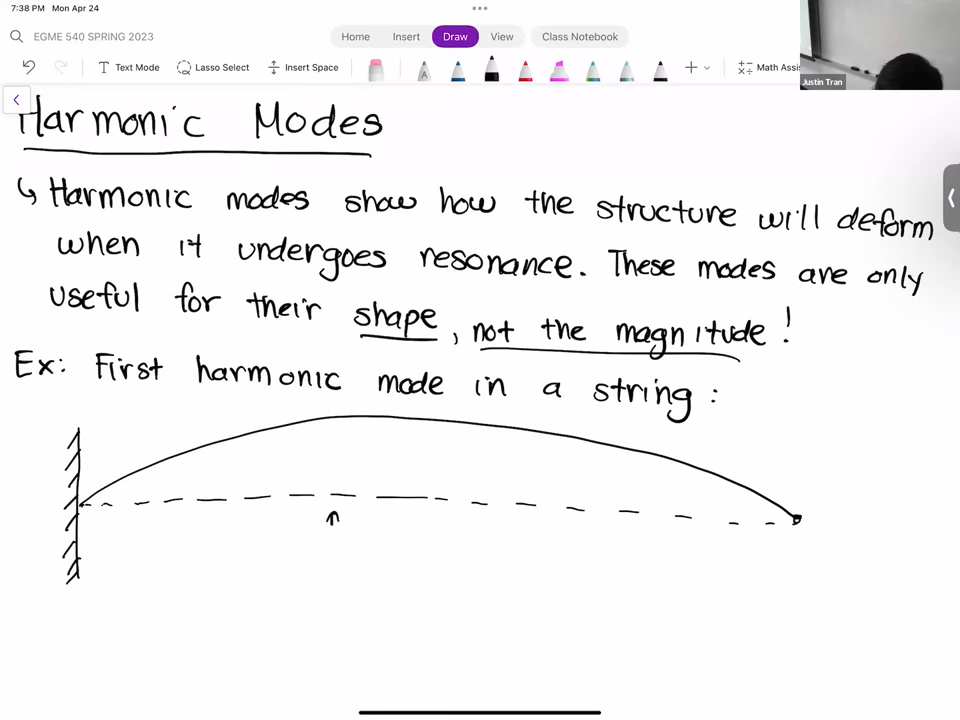 7:38 PM Mon Apr 24
EGME 540 SPRING 2023
Home Insert Draw View Class Notebook
Text Mode Lasso Select Insert Space A Math Assis
Justin Tran
Harmonic Modes
↳ Harmonic modes show how the structure will deform
when it undergoes resonance. These modes are only
useful for their shape, not the magnitude!
Ex: First harmonic mode in a string: